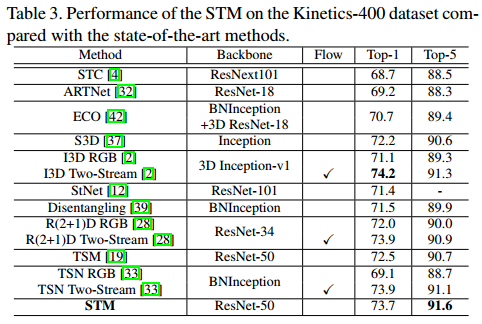 Table 3. Performance of the STM on the Kinetics-400 dataset com-
pared with the state-of-the-art methods.
Method Backbone Flow Top-1 Top-5
STC [4] ResNext101 68.7 88.5
ARTNet [32] ResNet-18 69.2 88.3
ECO [42] BNInception +3D ResNet-18 70.7 89.4
S3D [37] Inception 72.2 90.6
I3D RGB [2] 3D Inception-v1 71.1 89.3
I3D Two-Stream [2] ✓ 74.2 91.3
StNet [12] ResNet-101 71.4 -
Disentangling [39] BNInception 71.5 89.9
R(2+1)D RGB [28] ResNet-34 72.0 90.0
R(2+1)D Two-Stream [28] ✓ 73.9 90.9
TSM [19] ResNet-50 72.5 90.7
TSN RGB [33] BNInception 69.1 88.7
TSN Two-Stream [33] ✓ 73.9 91.1
STM ResNet-50 73.7 91.6